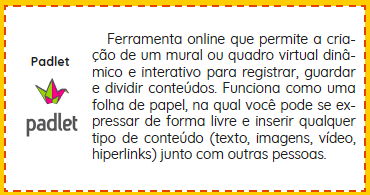 Padlet
padlet
Ferramenta online que permite a cria-
ção de um mural ou quadro virtual dinâ-
mico e interativo para registrar, guardar
e dividir conteúdos. Funciona como uma
folha de papel, na qual você pode se ex-
pressar de forma livre e inserir qualquer
tipo de conteúdo (texto, imagens, vídeo,
hiperlinks) junto com outras pessoas.